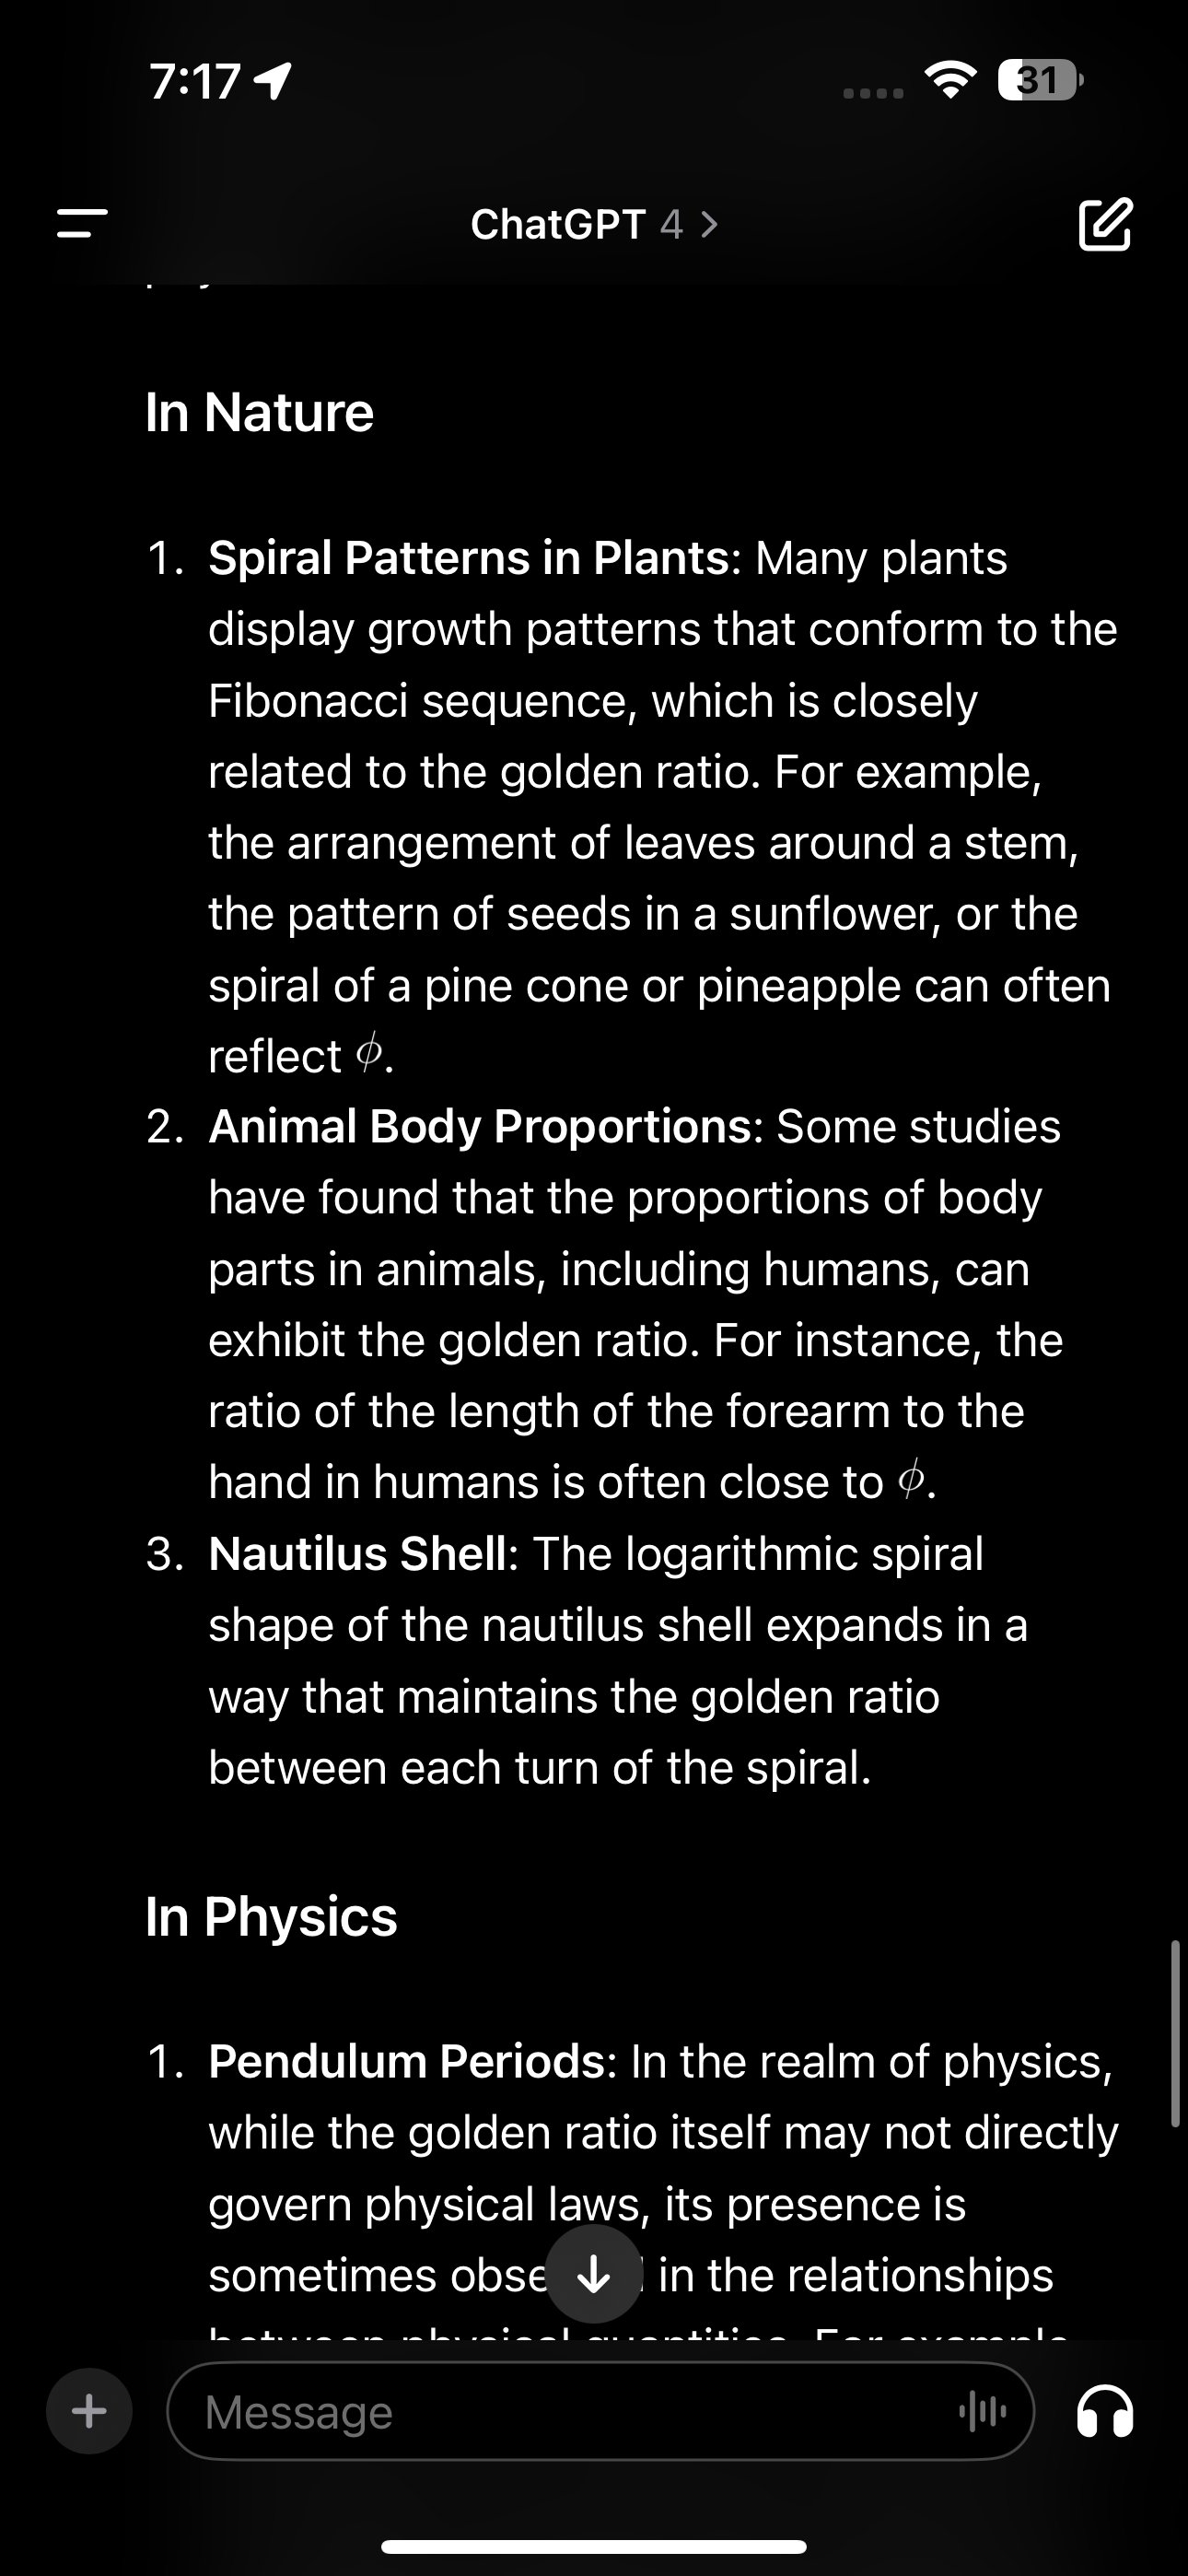 7:17
31
ChatGPT 4 >
In Nature
1. Spiral Patterns in Plants: Many plants
display growth patterns that conform to the
Fibonacci sequence, which is closely
related to the golden ratio. For example,
the arrangement of leaves around a stem,
the pattern of seeds in a sunflower, or the
spiral of a pine cone or pineapple can often
reflect ϕ.
2. Animal Body Proportions: Some studies
have found that the proportions of body
parts in animals, including humans, can
exhibit the golden ratio. For instance, the
ratio of the length of the forearm to the
hand in humans is often close to ϕ.
3. Nautilus Shell: The logarithmic spiral
shape of the nautilus shell expands in a
way that maintains the golden ratio
between each turn of the spiral.
In Physics
1. Pendulum Periods: In the realm of physics,
while the golden ratio itself may not directly
govern physical laws, its presence is
sometimes in the relationships
between physical quantities. For example
Message